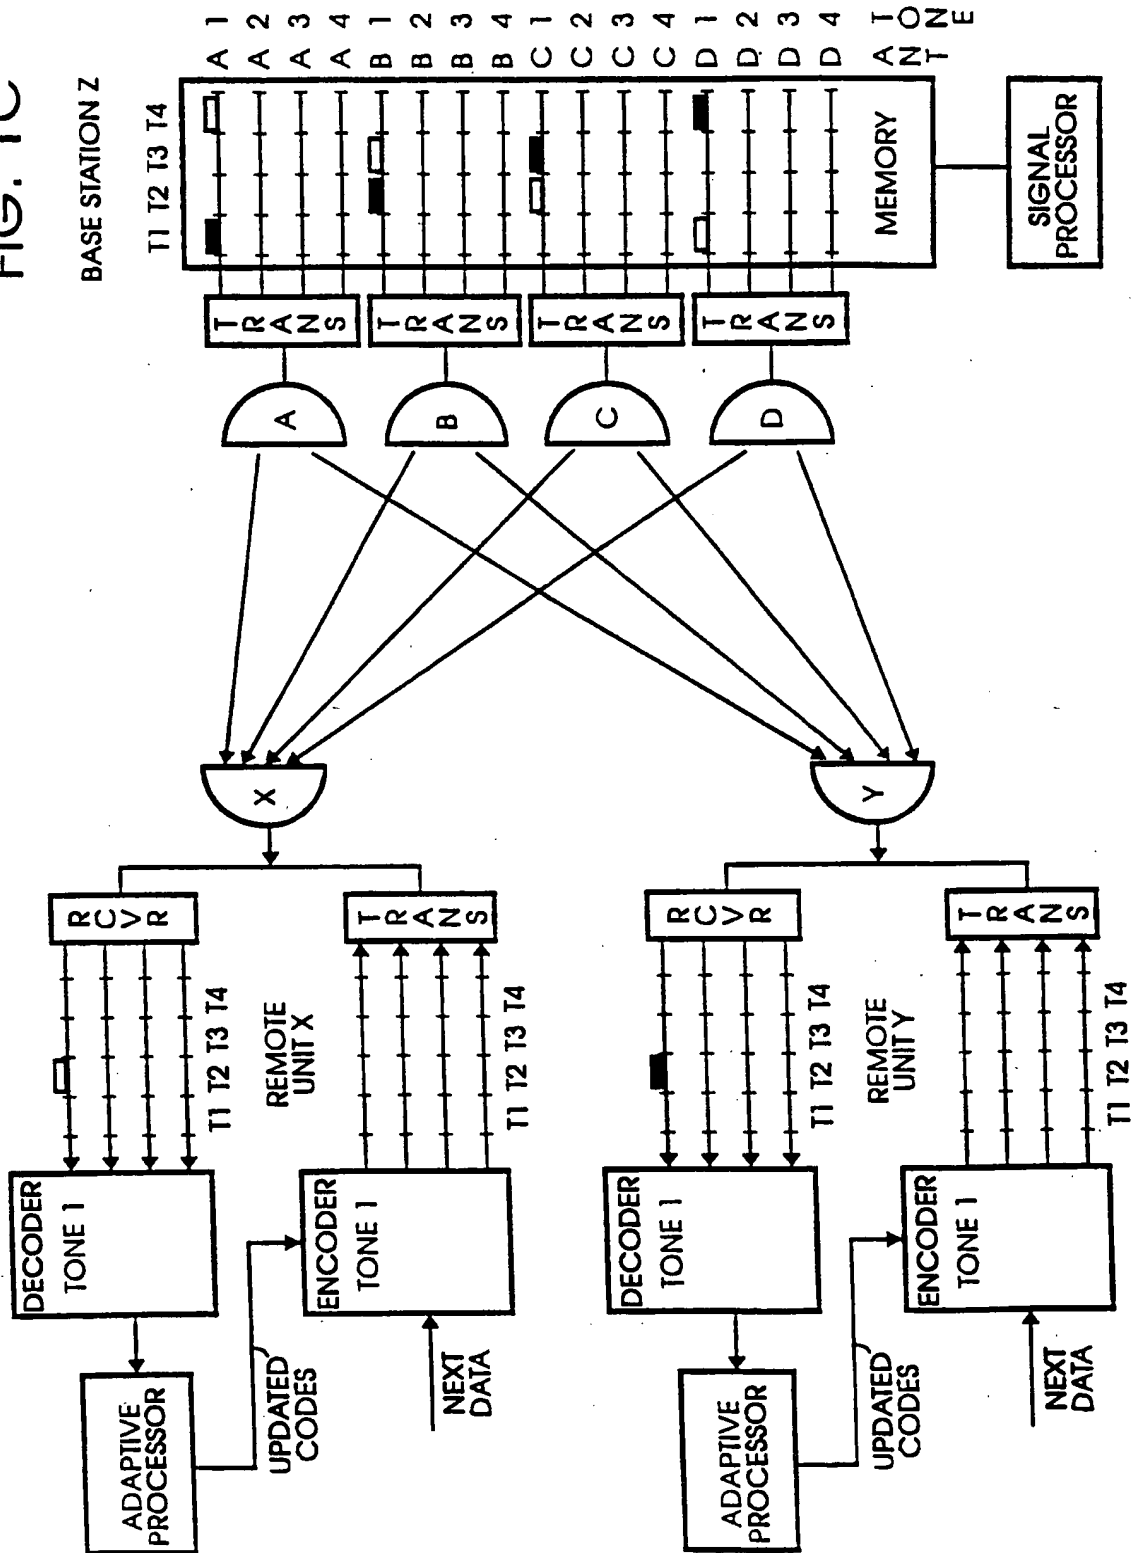 FIG. 1C
BASE STATION Z
T1 T2 T3 T4
A 1
A 2
A 3
A 4
B 1
B 2
B 3
B 4
C 1
C 2
C 3
C 4
D 1
D 2
D 3
D 4
ANT
TONE
MEMORY
SIGNAL
PROCESSOR
TRANS
TRANS
TRANS
TRANS
A
B
C
D
X
Y
RCVR
TRANS
T1 T2 T3 T4
REMOTE
UNIT X
T1 T2 T3 T4
DECODER
TONE 1
ENCODER
TONE 1
ADAPTIVE
PROCESSOR
UPDATED
CODES
NEXT
DATA
RCVR
TRANS
T1 T2 T3 T4
REMOTE
UNIT Y
T1 T2 T3 T4
DECODER
TONE 1
ENCODER
TONE 1
ADAPTIVE
PROCESSOR
UPDATED
CODES
NEXT
DATA